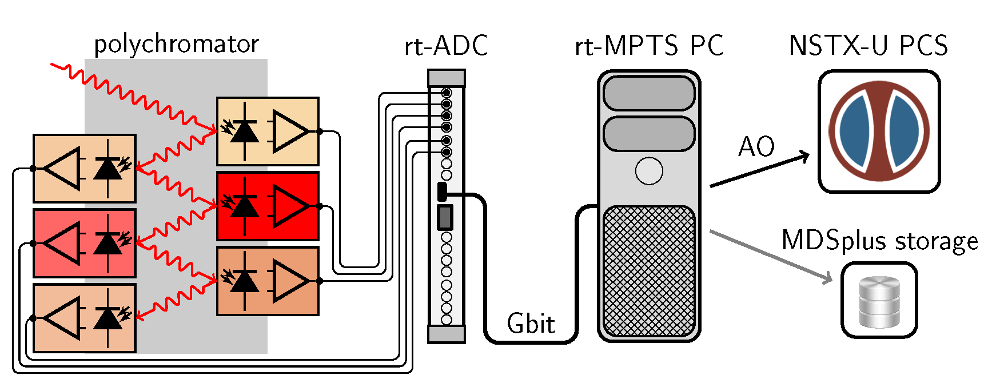 polychromator
rt-ADC
rt-MPTS PC
NSTX-U PCS
AO
MDSplus storage
Gbit